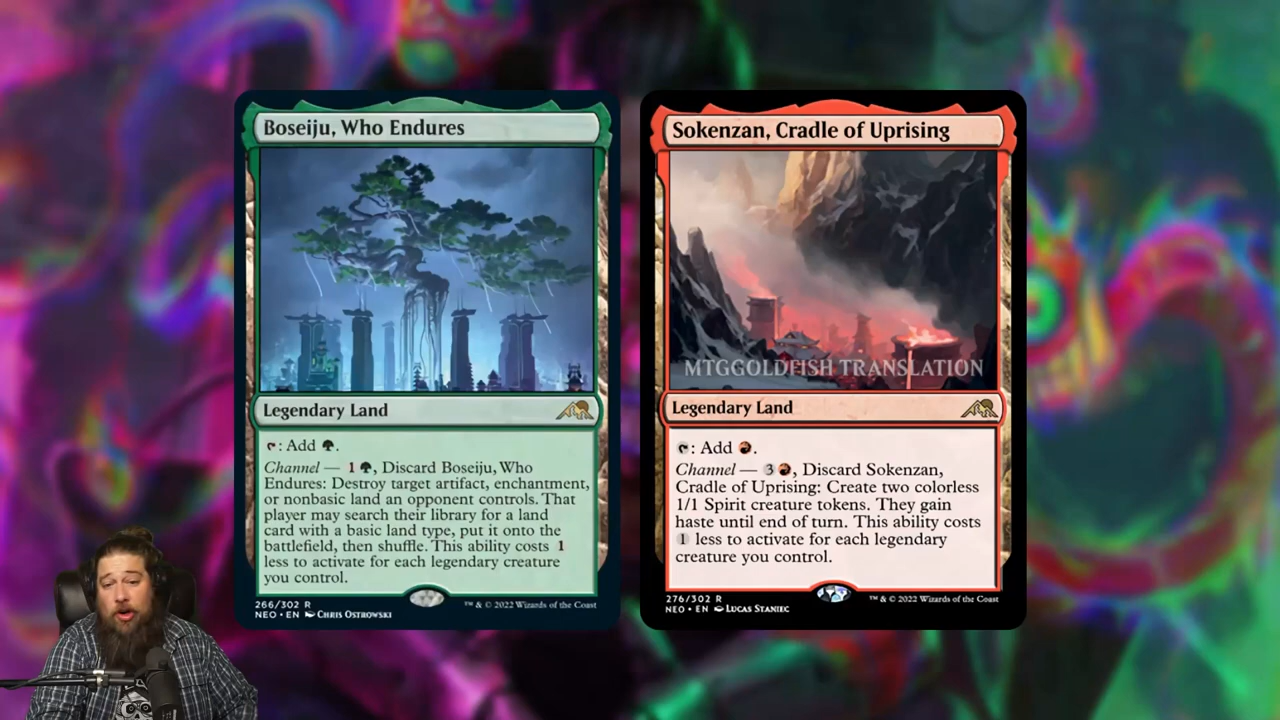 Boseiju, Who Endures
Legendary Land
: Add .
Channel — 1 , Discard Boseiju, Who
Endures: Destroy target artifact, enchantment,
or nonbasic land an opponent controls. That
player may search their library for a land
card with a basic land type, put it onto the
battlefield, then shuffle. This ability costs 1
less to activate for each legendary creature
you control.
266/302 R
NEO • EN Chris Ostrowski
™ & © 2022 Wizards of the Coast
Sokenzan, Cradle of Uprising
MTGGOLDFISH TRANSLATION
Legendary Land
: Add .
Channel — 3 , Discard Sokenzan,
Cradle of Uprising: Create two colorless
1/1 Spirit creature tokens. They gain
haste until end of turn. This ability costs
1 less to activate for each legendary
creature you control.
276/302 R
NEO • EN Lucas Staniec
™ & © 2022 Wizards of the Coast